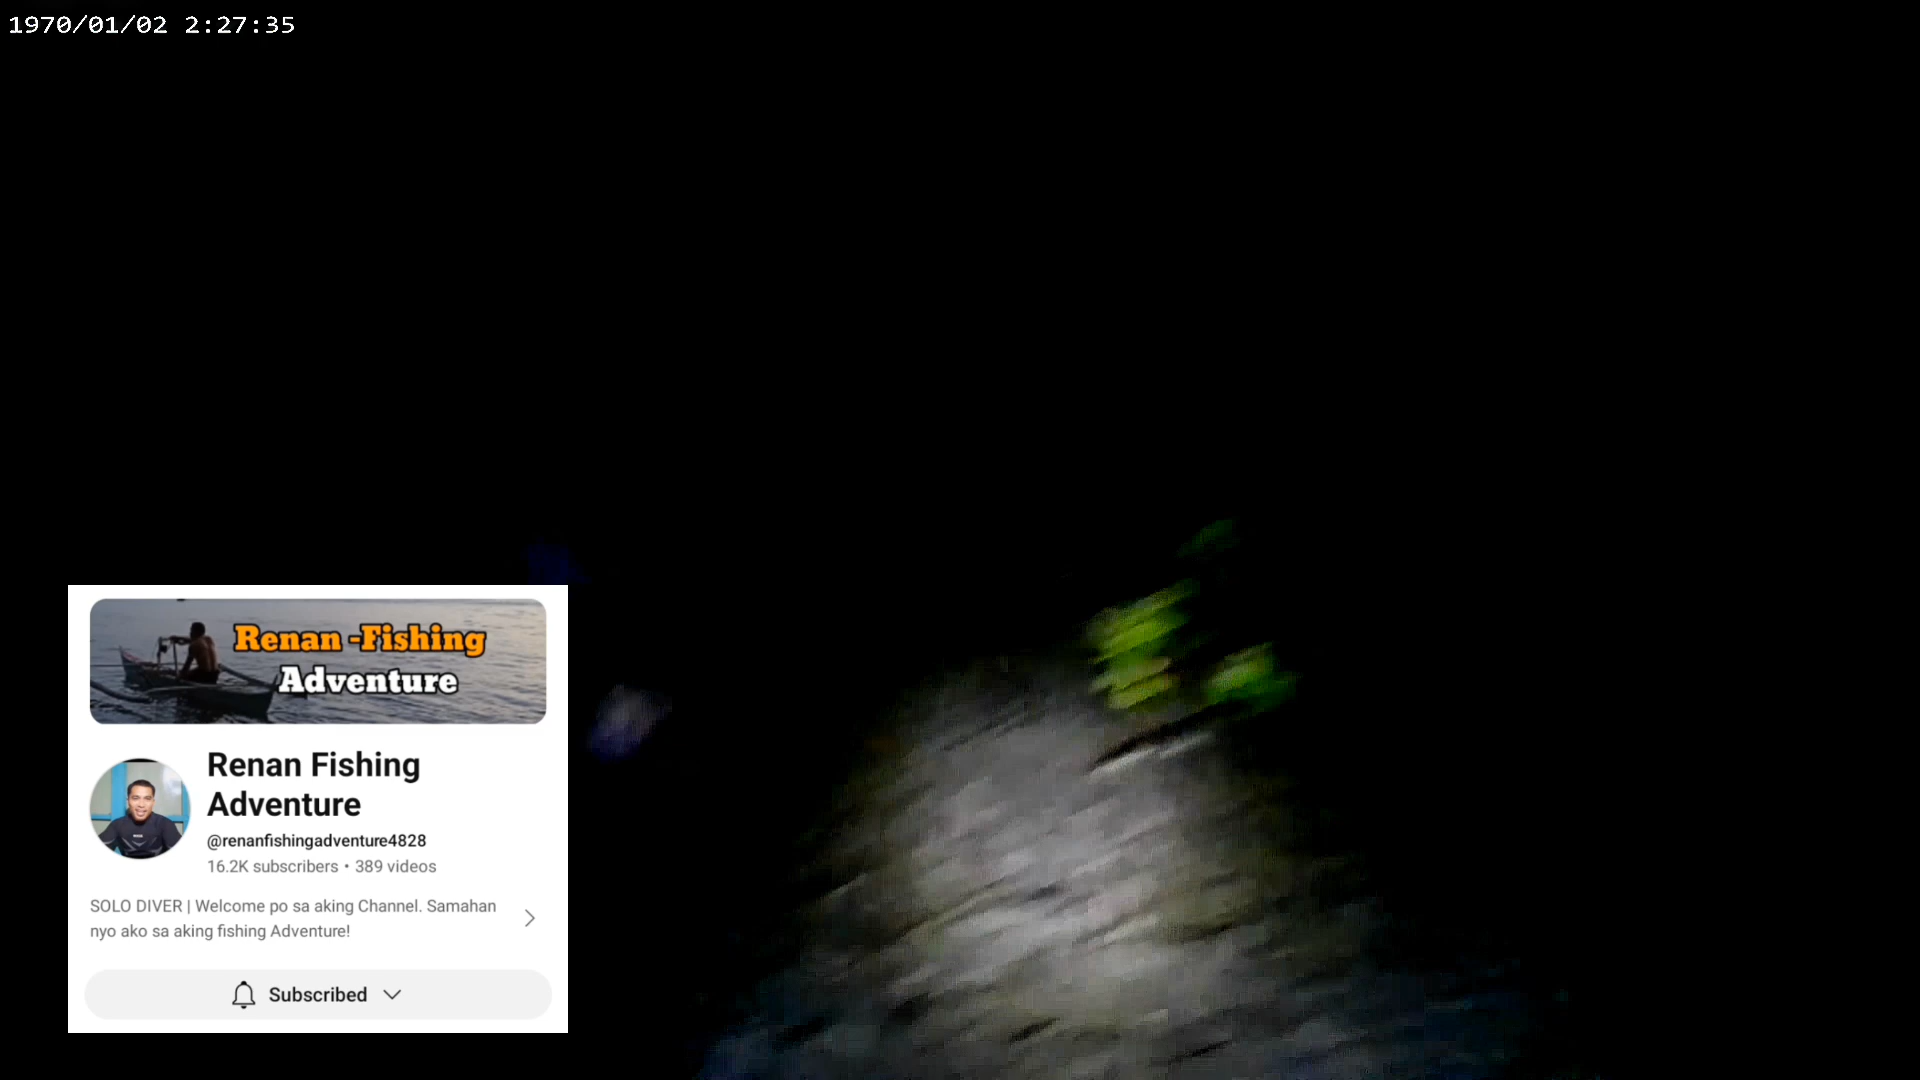 1970/01/02 2:27:35
Renan -Fishing
Adventure
Renan Fishing
Adventure
@renanfishingadventure4828
16.2K subscribers • 389 videos
SOLO DIVER | Welcome po sa aking Channel. Samahan
nyo ako sa aking fishing Adventure!
Subscribed